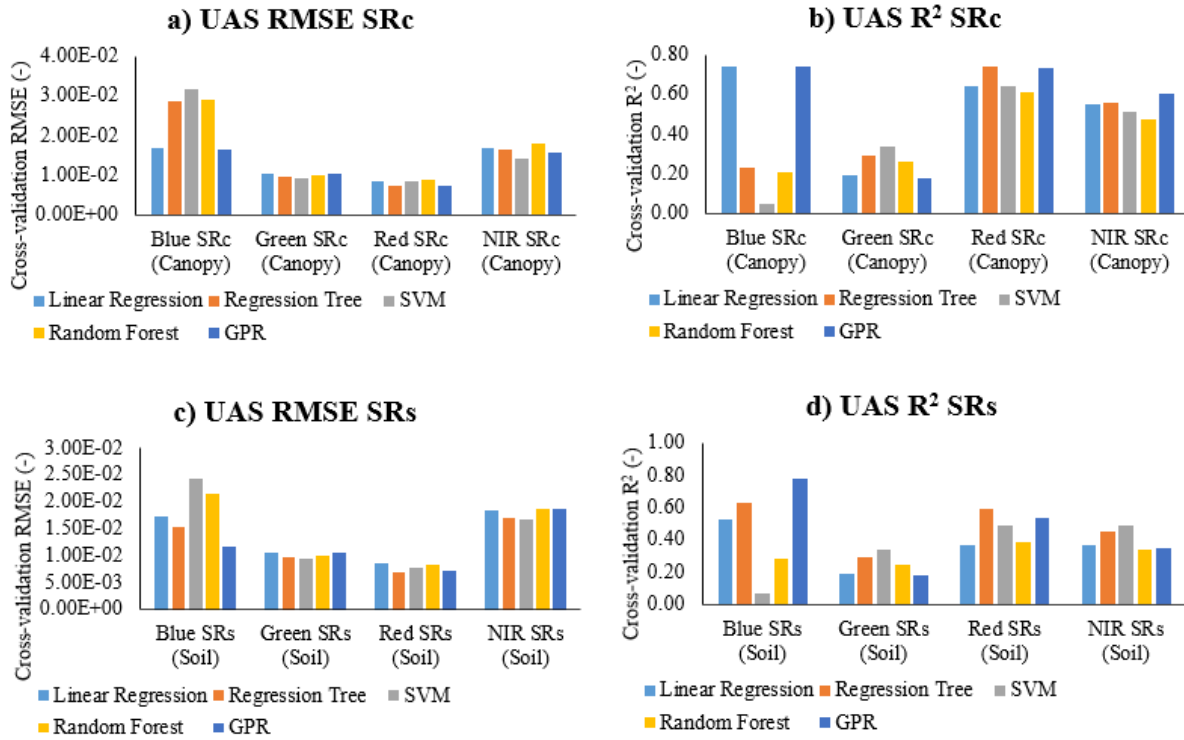 a) UAS RMSE SRc
Cross-validation RMSE (-)
4.00E-02
3.00E-02
2.00E-02
1.00E-02
0.00E+00
Blue SRc Green SRc Red SRc NIR SRc
(Canopy) (Canopy) (Canopy) (Canopy)
Linear Regression Regression Tree SVM
Random Forest GPR
b) UAS R² SRc
Cross-validation R² (-)
0.80
0.60
0.40
0.20
0.00
Blue SRc Green SRc Red SRc NIR SRc
(Canopy) (Canopy) (Canopy) (Canopy)
Linear Regression Regression Tree SVM
Random Forest GPR
c) UAS RMSE SRs
Cross-validation RMSE (-)
3.00E-02
2.50E-02
2.00E-02
1.50E-02
1.00E-02
5.00E-03
0.00E+00
Blue SRs Green SRs Red SRs NIR SRs
(Soil) (Soil) (Soil) (Soil)
Linear Regression Regression Tree SVM
Random Forest GPR
d) UAS R² SRs
Cross-validation R² (-)
1.00
0.80
0.60
0.40
0.20
0.00
Blue SRs Green SRs Red SRs NIR SRs
(Soil) (Soil) (Soil) (Soil)
Linear Regression Regression Tree SVM
Random Forest GPR